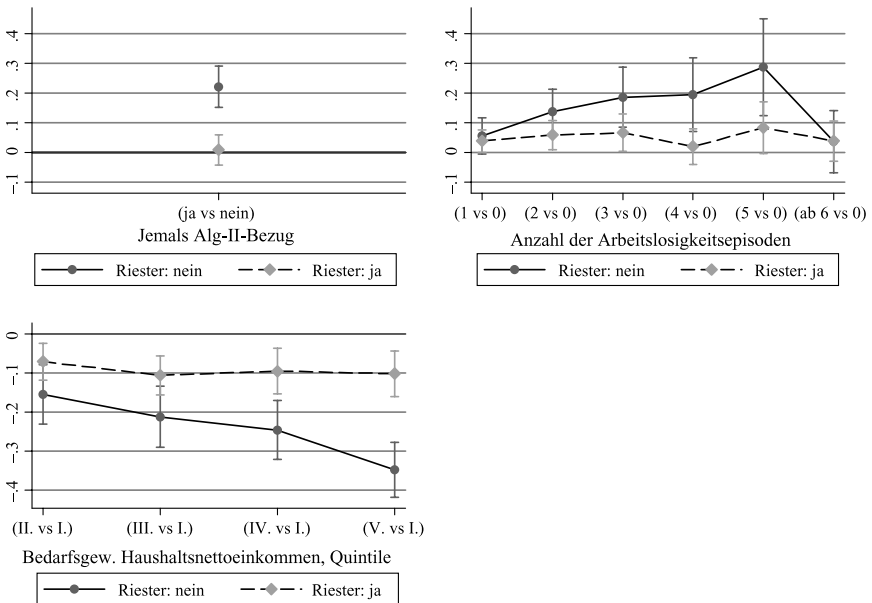 .4
.3
.2
.1
0
-.1
(ja vs nein)
Jemals Alg-II-Bezug
Riester: nein Riester: ja
.4
.3
.2
.1
0
-.1
(1 vs 0) (2 vs 0) (3 vs 0) (4 vs 0) (5 vs 0) (ab 6 vs 0)
Anzahl der Arbeitslosigkeitsepisoden
Riester: nein Riester: ja
0
-.1
-.2
-.3
-.4
(II. vs I.) (III. vs I.) (IV. vs I.) (V. vs I.)
Bedarfsgew. Haushaltsnettoeinkommen, Quintile
Riester: nein Riester: ja